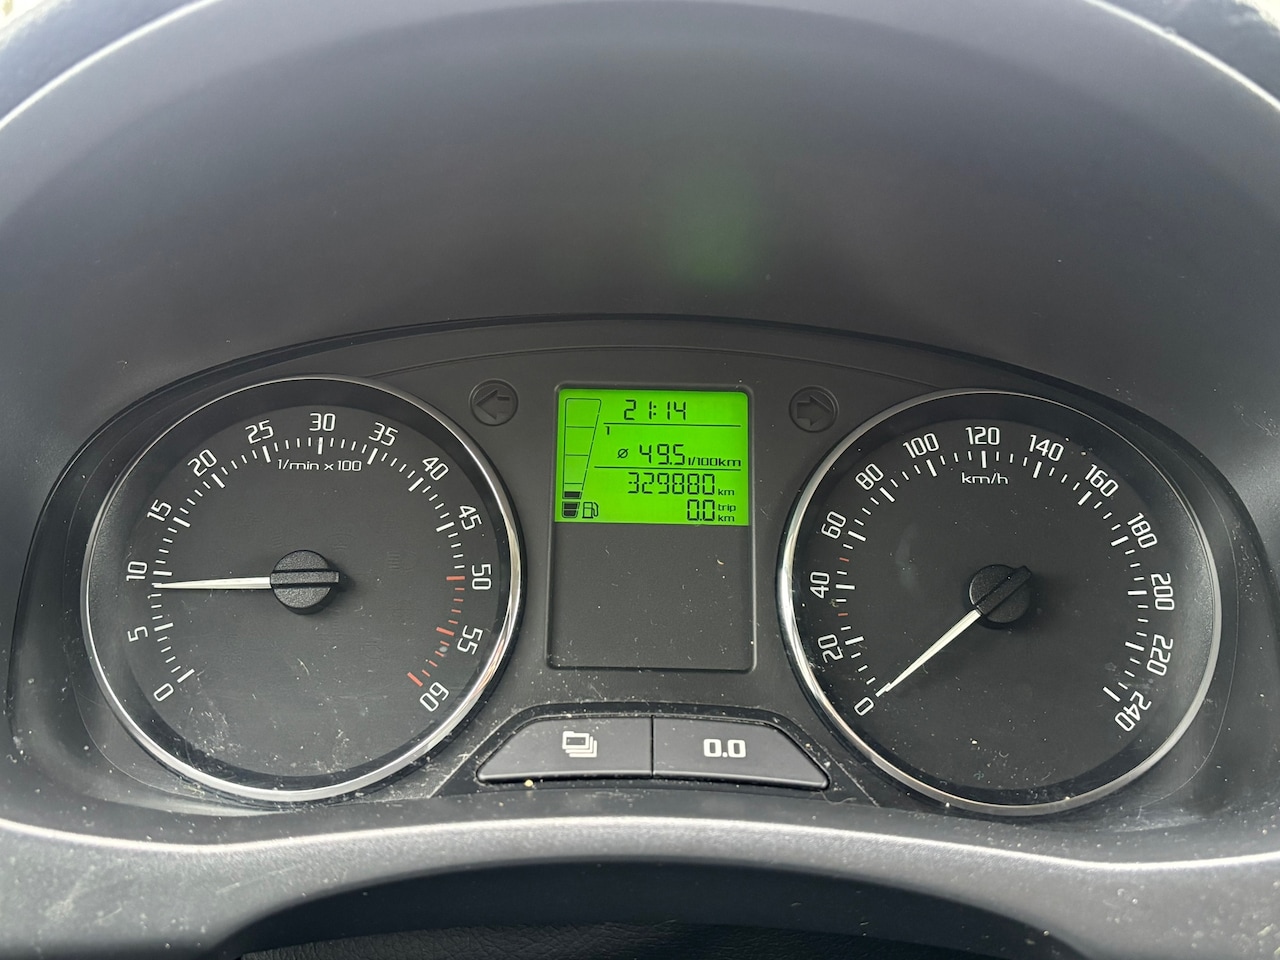 21:14
1
ø 49.5 l/100km
329880 km
0.0 trip km
0 5 10 15 20 25 30 35 40 45 50 55 60
1/min x 100
0 20 40 60 80 100 120 140 160 180 200 220 240
km/h
0.0